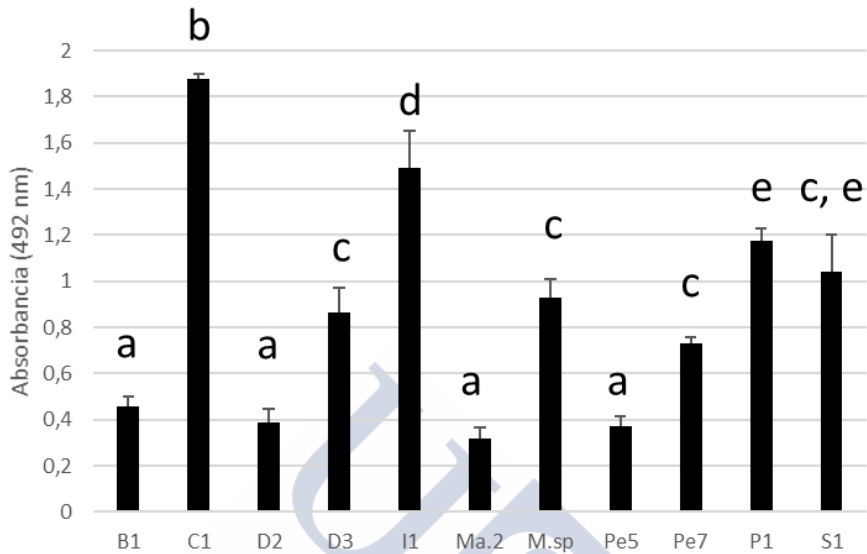 b
2
1,8
d
1,6
1,4
e
c, e
1,2
c
c
1
c
0,8
a
a
0,6
a
a
0,4
0,2
0
Absorbancia (492 nm)
B1 C1 D2 D3 I1 Ma.2 M.sp Pe5 Pe7 P1 S1